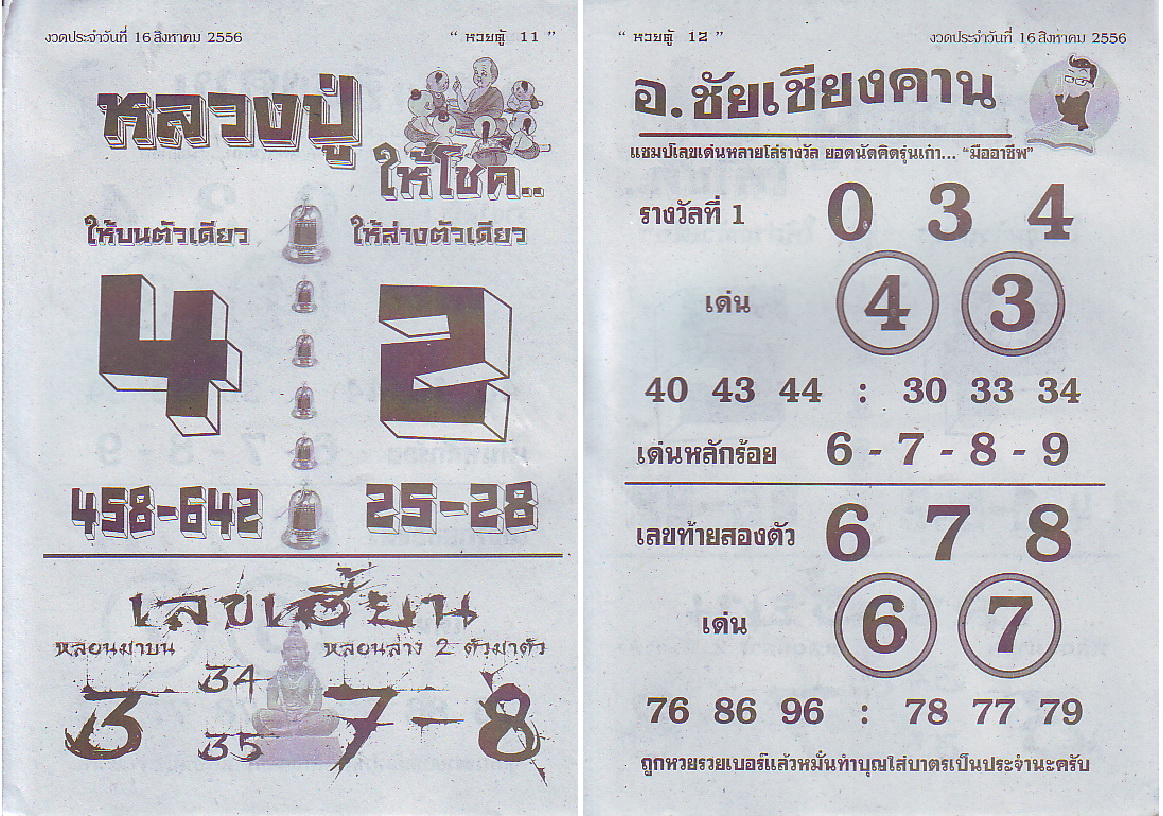 งวดประจำวันที่ 16 สิงหาคม 2556
“ หวยตู้ 11 ”
หลวงปู่
ให้โชค..
ให้บนตัวเดียว
ให้ล่างตัวเดียว
4 2
458-642 25-28
เลขเฮี้ยน
หลอนมาบน
หลอนล่าง 2 ตัวมาตัว
34
3 7-8
35
“ หวยตู้ 12 ”
งวดประจำวันที่ 16 สิงหาคม 2556
อ.ชัยเชียงคาน
แชมป์เลขเด่นหลายโล่รางวัล ยอดนัดคิดรุ่นเก๋า... “มืออาชีพ”
รางวัลที่ 1 0 3 4
เด่น 4 3
40 43 44 : 30 33 34
เด่นหลักร้อย 6 - 7 - 8 - 9
เลขท้ายสองตัว 6 7 8
เด่น 6 7
76 86 96 : 78 77 79
ถูกหวยรวยเบอร์แล้วหมั่นทำบุญใส่บาตรเป็นประจำนะครับ